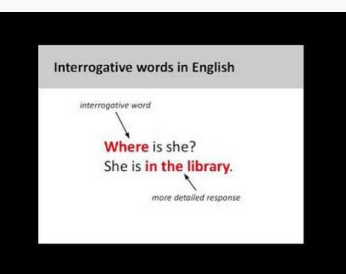 Interrogative words in English
interrogative word
Where is she?
She is in the library.
more detailed response